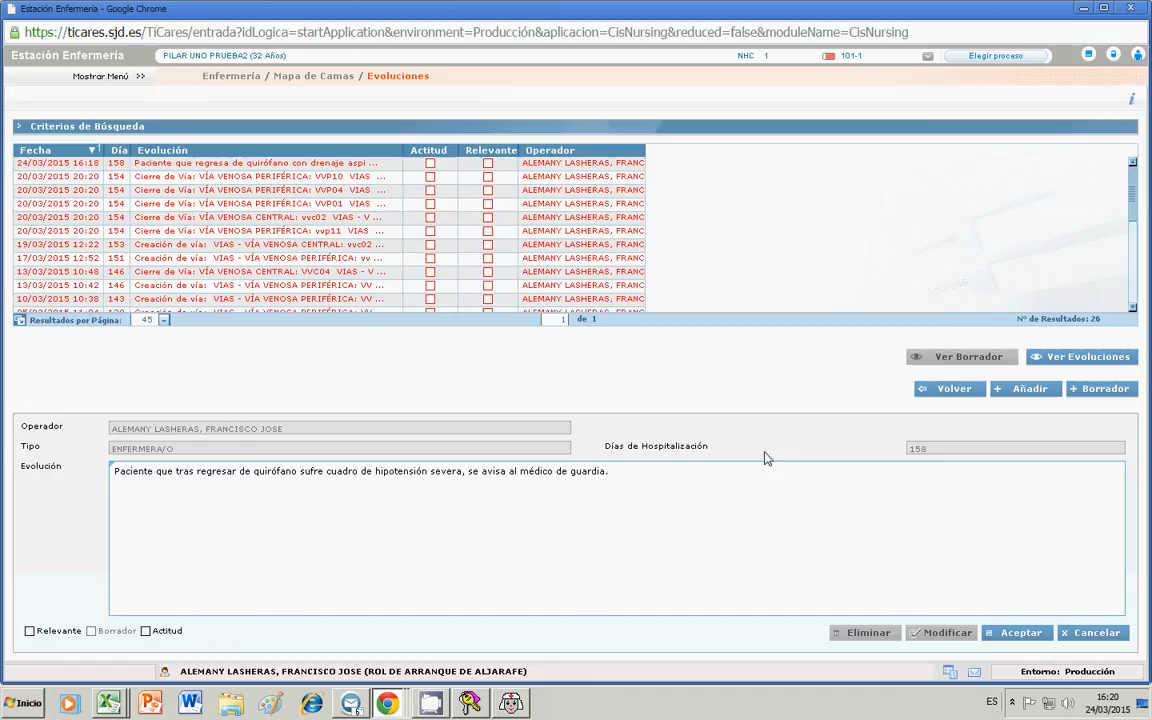 Estación Enfermería - Google Chrome
https://ticares.sjd.es/TiCares/entrada?idLogica=startApplication&environment=Producción&aplicacion=CisNursing&reduced=false&moduleName=CisNursing
Estación Enfermería PILAR UNO PRUEBA2 (32 Años) NHC 1 101-1 Elegir proceso
Mostrar Menú >> Enfermería / Mapa de Camas / Evoluciones
Criterios de Búsqueda
Fecha Día Evolución Actitud Relevante Operador
24/03/2015 16:18 158 Paciente que regresa de quirófano con drenaje aspi ... ALEMANY LASHERAS, FRANC
20/03/2015 20:20 154 Cierre de Vía: VÍA VENOSA PERIFÉRICA: VVP10 VIAS ... ALEMANY LASHERAS, FRANC
20/03/2015 20:20 154 Cierre de Vía: VÍA VENOSA PERIFÉRICA: VVP04 VIAS ... ALEMANY LASHERAS, FRANC
20/03/2015 20:20 154 Cierre de Vía: VÍA VENOSA PERIFÉRICA: VVP01 VIAS ... ALEMANY LASHERAS, FRANC
20/03/2015 20:20 154 Cierre de Vía: VÍA VENOSA CENTRAL: vvc02 VIAS - V ... ALEMANY LASHERAS, FRANC
20/03/2015 20:20 154 Cierre de Vía: VÍA VENOSA PERIFÉRICA: vvp11 VIAS ... ALEMANY LASHERAS, FRANC
19/03/2015 12:22 153 Creación de vía: VIAS - VÍA VENOSA CENTRAL: vvc02 ... ALEMANY LASHERAS, FRANC
17/03/2015 12:52 151 Creación de vía: VIAS - VÍA VENOSA PERIFÉRICA: vv ... ALEMANY LASHERAS, FRANC
13/03/2015 10:48 146 Cierre de Vía: VÍA VENOSA CENTRAL: VVC04 VIAS - V ... ALEMANY LASHERAS, FRANC
13/03/2015 10:42 146 Creación de vía: VIAS - VÍA VENOSA PERIFÉRICA: VV ... ALEMANY LASHERAS, FRANC
10/03/2015 10:38 143 Creación de vía: VIAS - VÍA VENOSA PERIFÉRICA: VV ... ALEMANY LASHERAS, FRANC
Resultados por Página: 45 1 de 1 Nº de Resultados: 26
Ver Borrador Ver Evoluciones
Volver + Añadir + Borrador
Operador ALEMANY LASHERAS, FRANCISCO JOSE
Tipo ENFERMERA/O Días de Hospitalización 158
Evolución Paciente que tras regresar de quirófano sufre cuadro de hipotensión severa, se avisa al médico de guardia.
Relevante Borrador Actitud Eliminar Modificar Aceptar x Cancelar
ALEMANY LASHERAS, FRANCISCO JOSE (ROL DE ARRANQUE DE ALJARAFE) Entorno: Producción
Inicio ES 16:20
24/03/2015